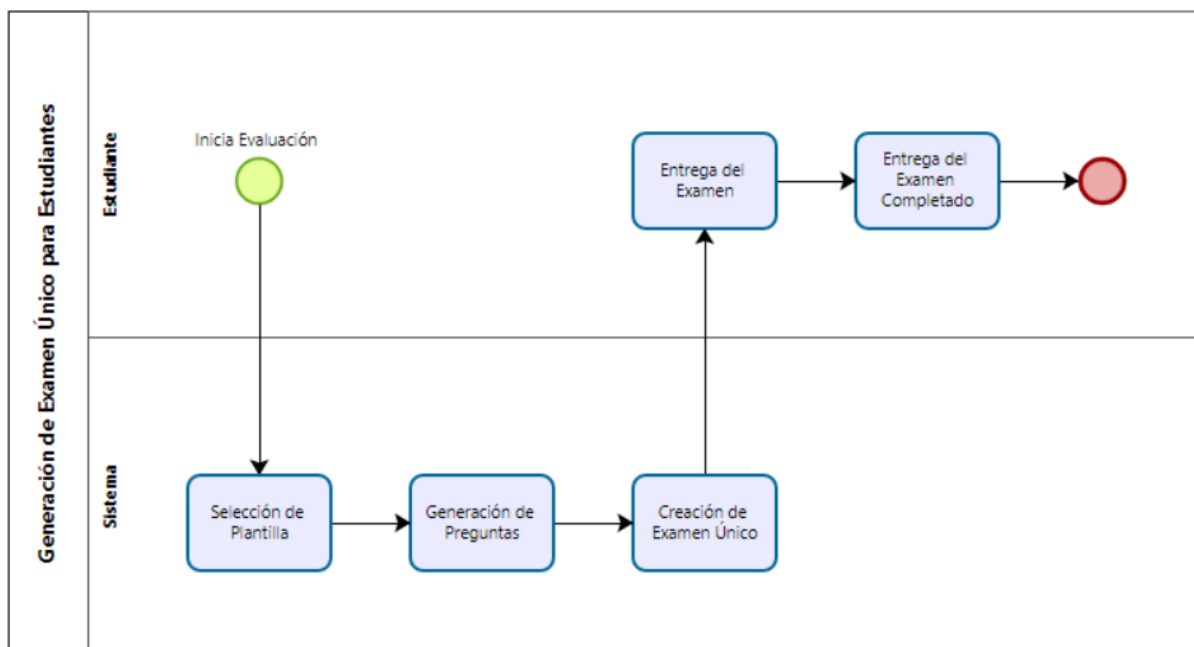 Generación de Examen Único para Estudiantes
Estudiante
Inicia Evaluación
Entrega del
Examen
Entrega del
Examen
Completado
Sistema
Selección de
Plantilla
Generación de
Preguntas
Creación de
Examen Único